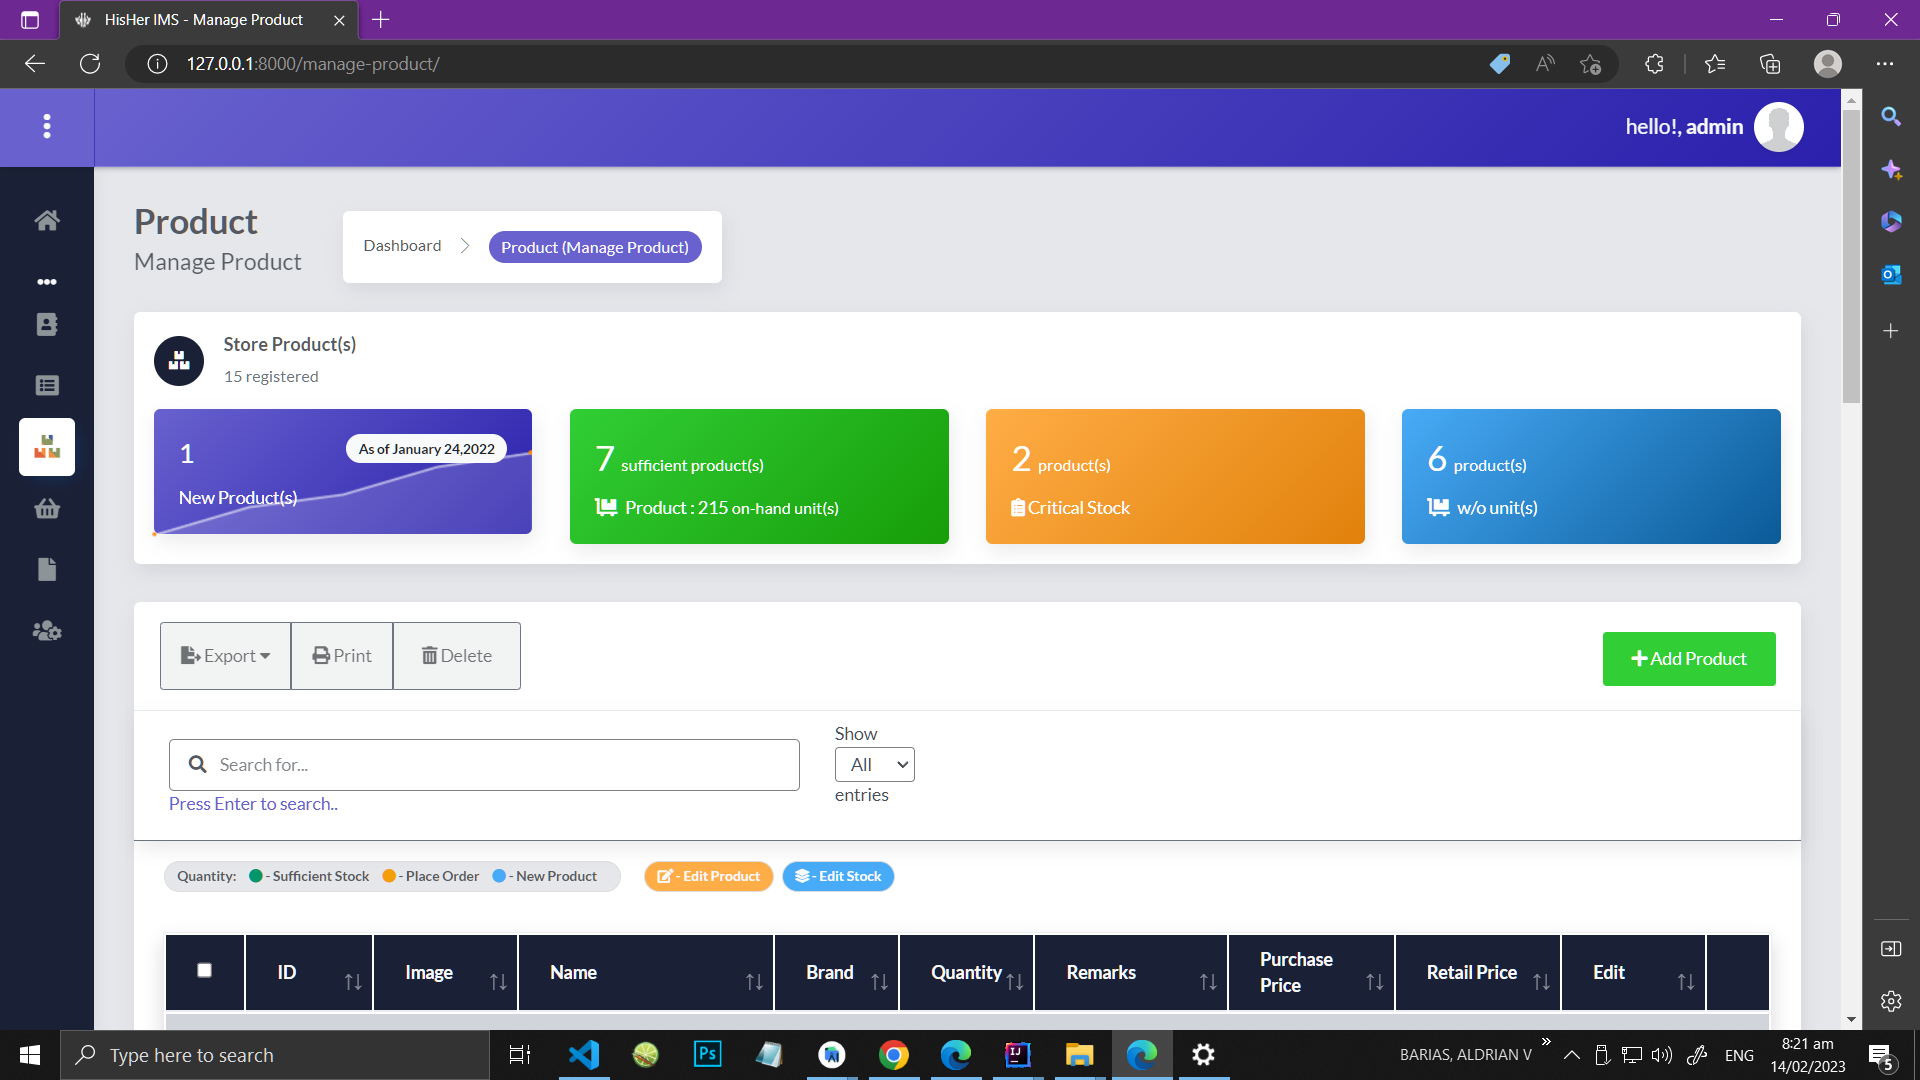 HisHer IMS - Manage Product
127.0.0.1:8000/manage-product/
hello!, admin
Product
Manage Product
Dashboard
Product (Manage Product)
Store Product(s)
15 registered
1
As of January 24,2022
New Product(s)
7 sufficient product(s)
Product : 215 on-hand unit(s)
2 product(s)
Critical Stock
6 product(s)
w/o unit(s)
Export
Print
Delete
Add Product
Search for...
Press Enter to search..
Show
All
entries
Quantity: - Sufficient Stock - Place Order - New Product
- Edit Product
- Edit Stock
ID
Image
Name
Brand
Quantity
Remarks
Purchase
Price
Retail Price
Edit
Type here to search
Ps
IJ
BARIAS, ALDRIAN V
ENG
8:21 am
14/02/2023
5